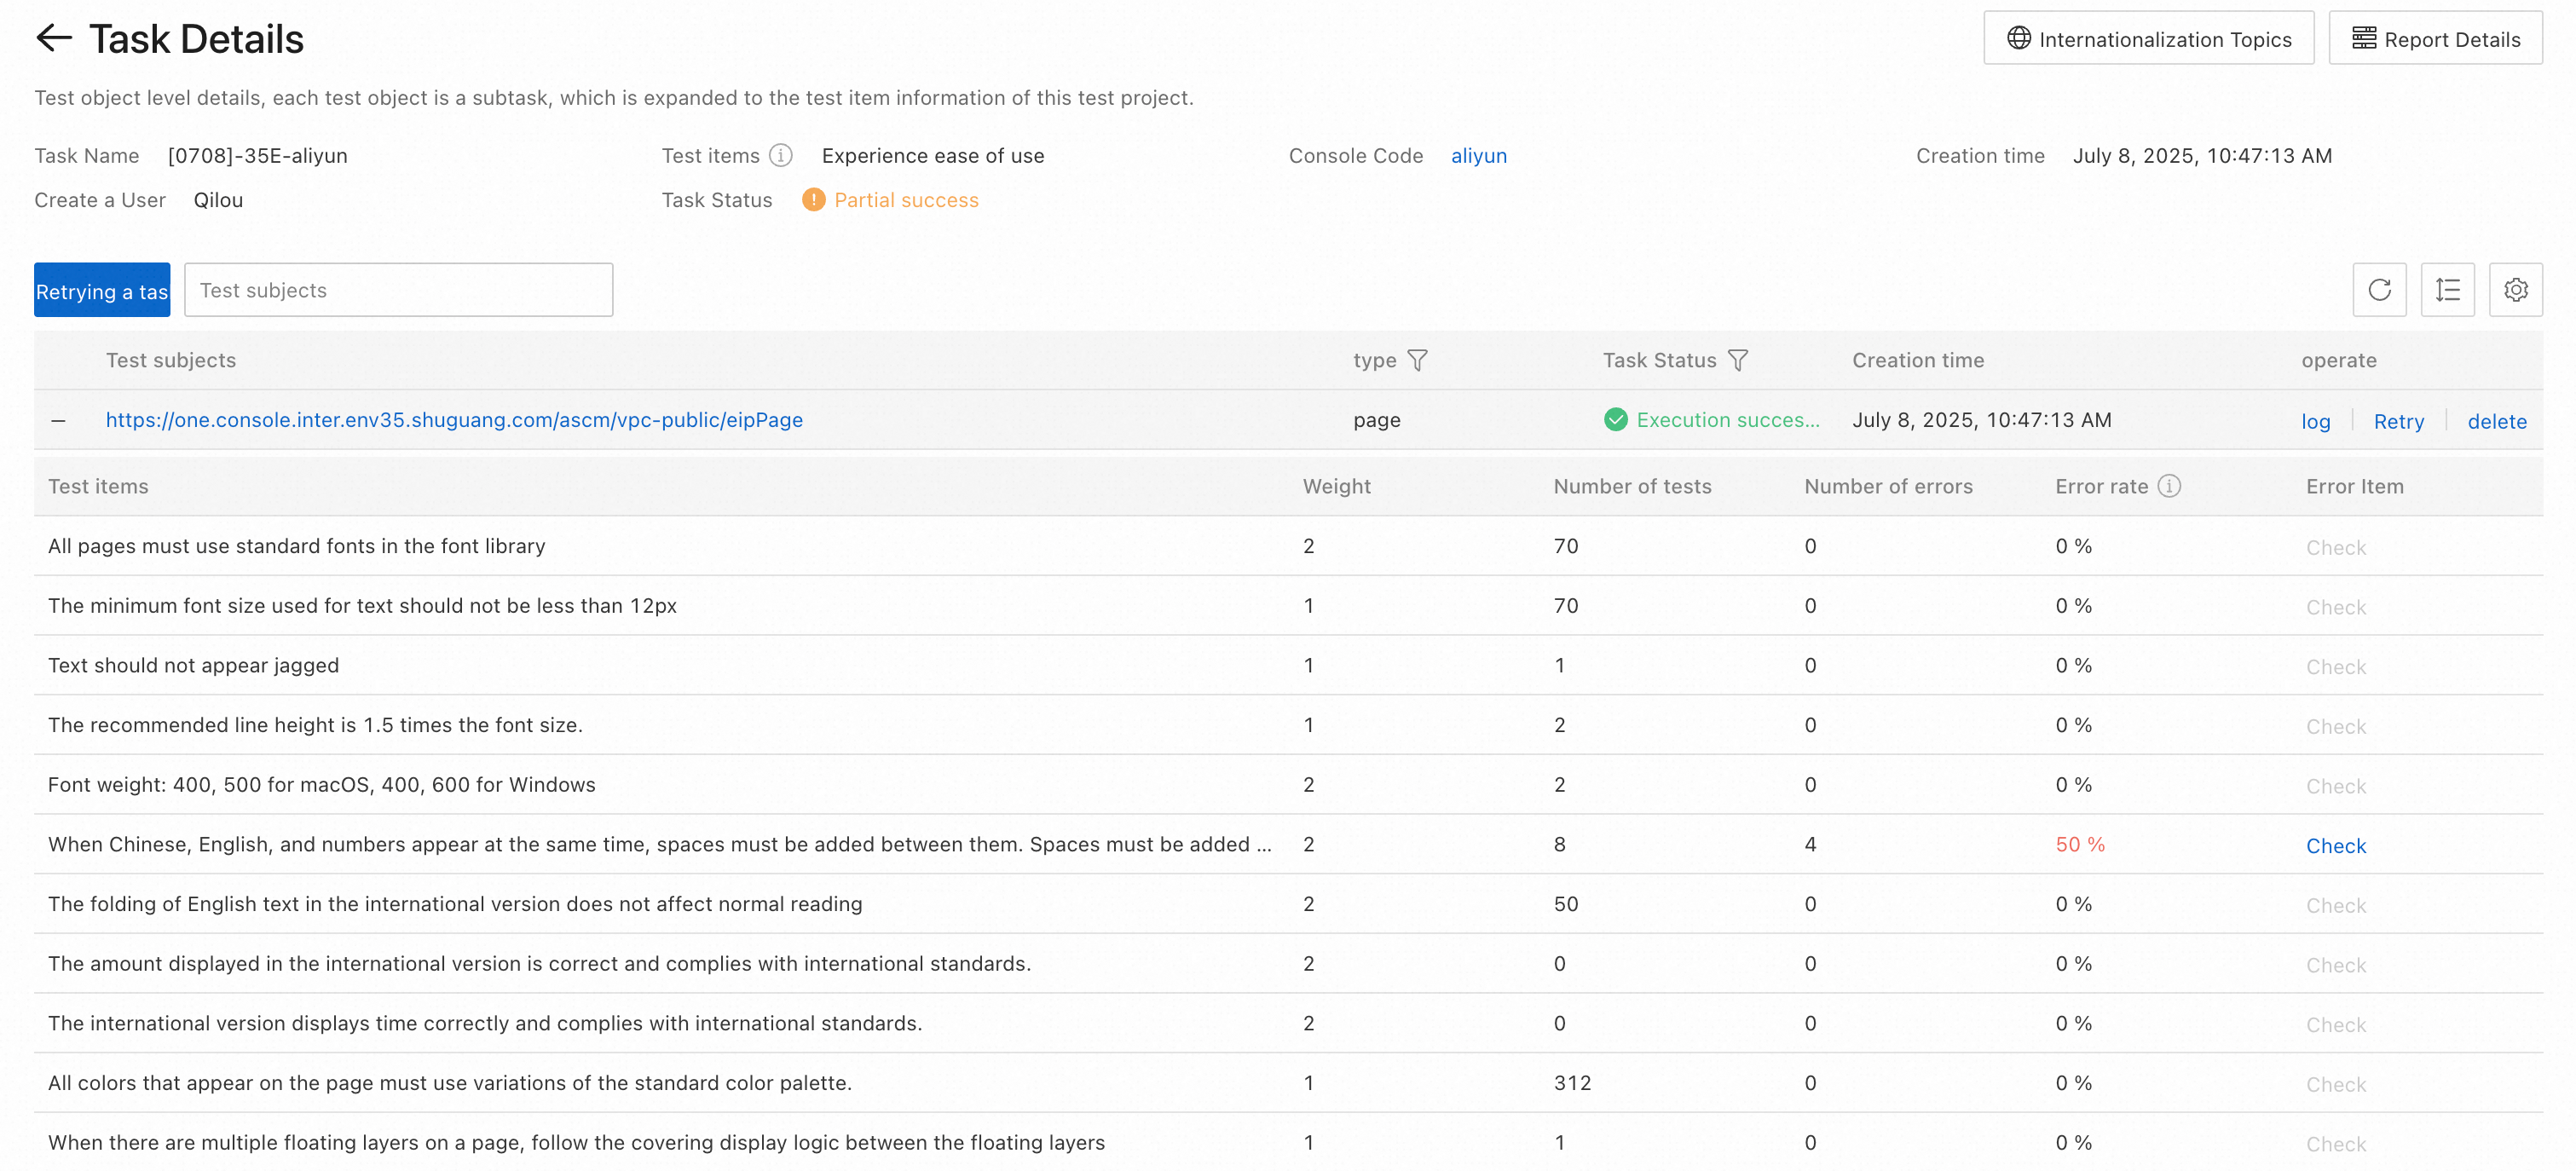 Task Details
Internationalization Topics
Report Details
Test object level details, each test object is a subtask, which is expanded to the test item information of this test project.
Task Name [0708]-35E-aliyun Test items Experience ease of use Console Code aliyun Creation time July 8, 2025, 10:47:13 AM
Create a User Qilou Task Status Partial success
Retrying a tas Test subjects
Test subjects type Task Status Creation time operate
https://one.console.inter.env35.shuguang.com/ascm/vpc-public/eipPage page Execution succes... July 8, 2025, 10:47:13 AM log Retry delete
Test items Weight Number of tests Number of errors Error rate Error Item
All pages must use standard fonts in the font library 2 70 0 0 % Check
The minimum font size used for text should not be less than 12px 1 70 0 0 % Check
Text should not appear jagged 1 1 0 0 % Check
The recommended line height is 1.5 times the font size. 1 2 0 0 % Check
Font weight: 400, 500 for macOS, 400, 600 for Windows 2 2 0 0 % Check
When Chinese, English, and numbers appear at the same time, spaces must be added between them. Spaces must be added ... 2 8 4 50 % Check
The folding of English text in the international version does not affect normal reading 2 50 0 0 % Check
The amount displayed in the international version is correct and complies with international standards. 2 0 0 0 % Check
The international version displays time correctly and complies with international standards. 2 0 0 0 % Check
All colors that appear on the page must use variations of the standard color palette. 1 312 0 0 % Check
When there are multiple floating layers on a page, follow the covering display logic between the floating layers 1 1 0 0 % Check